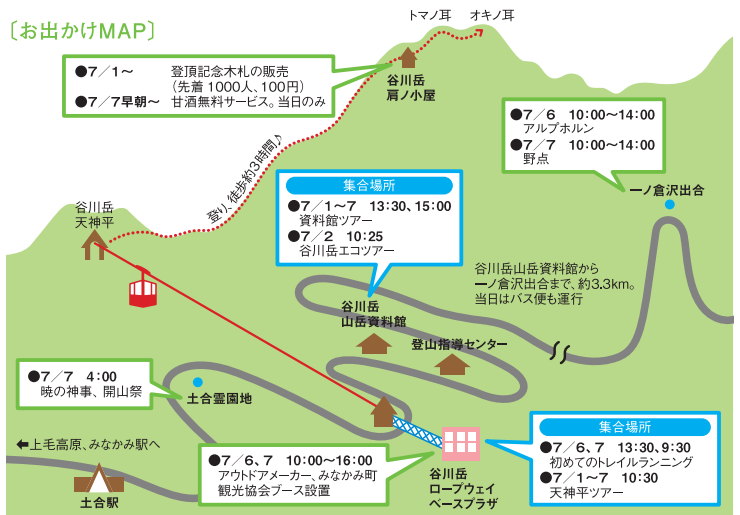 〔お出かけMAP〕
トマノ耳 オキノ耳
●7／1～ 登頂記念木札の販売
（先着1000人、100円）
●7／7早朝～ 甘酒無料サービス。当日のみ
谷川岳
肩ノ小屋
●7／6 10:00～14:00
アルプホルン
●7／7 10:00～14:00
野点
一ノ倉沢出合
登り、徒歩約3時間♪
集合場所
●7／1～7 13:30、15:00
資料館ツアー
●7／2 10:25
谷川岳エコツアー
谷川岳
天神平
谷川岳山岳資料館から
一ノ倉沢出合まで、約3.3km。
当日はバス便も運行
谷川岳
山岳資料館
登山指導センター
●7／7 4:00
暁の神事、開山祭
土合霊園地
←上毛高原、みなかみ駅へ
土合駅
●7／6、7 10:00～16:00
アウトドアメーカー、みなかみ町
観光協会ブース設置
谷川岳
ロープウェイ
ベースプラザ
集合場所
●7／6、7 13:30、9:30
初めてのトレイルランニング
●7／1～7 10:30
天神平ツアー